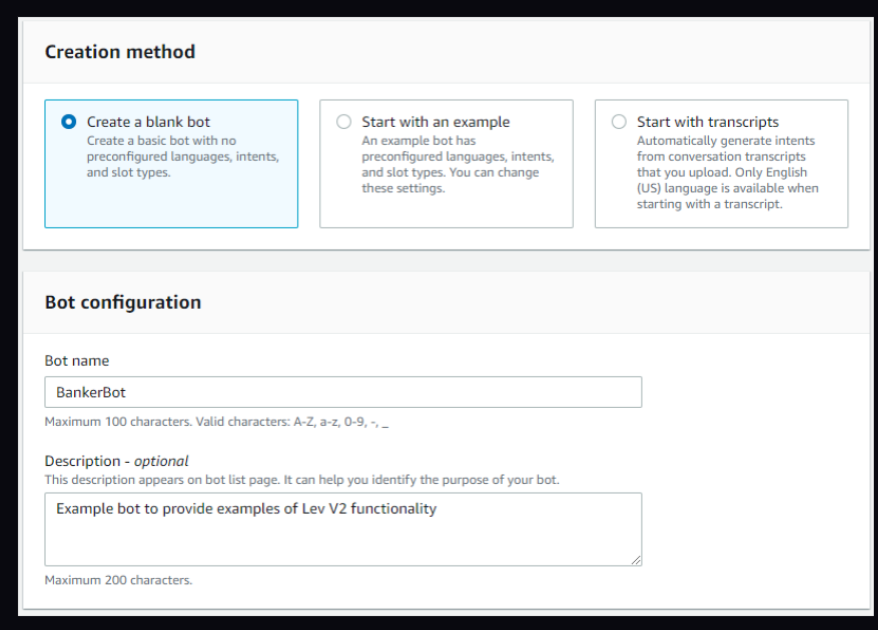 Creation method
Create a blank bot
Create a basic bot with no
preconfigured languages, intents,
and slot types.
Start with an example
An example bot has
preconfigured languages, intents,
and slot types. You can change
these settings.
Start with transcripts
Automatically generate intents
from conversation transcripts
that you upload. Only English
(US) language is available when
starting with a transcript.
Bot configuration
Bot name
BankerBot
Maximum 100 characters. Valid characters: A-Z, a-z, 0-9, -, _
Description - optional
This description appears on bot list page. It can help you identify the purpose of your bot.
Example bot to provide examples of Lev V2 functionality
Maximum 200 characters.